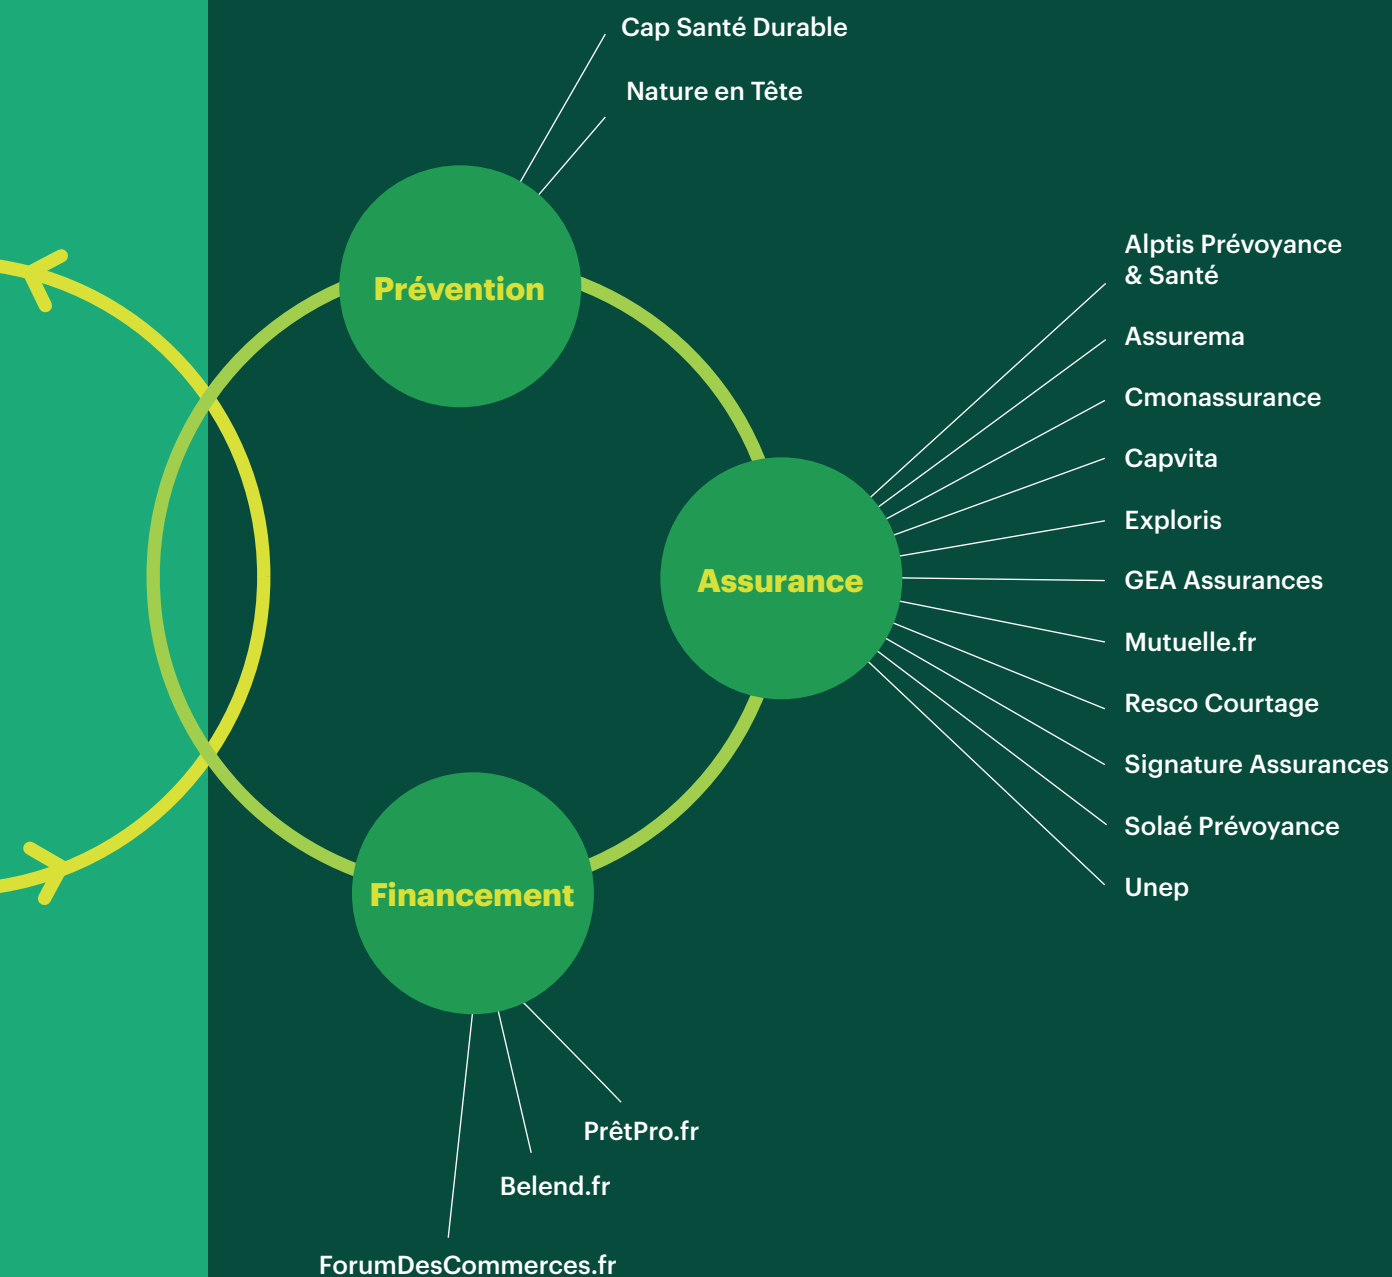 Cap Santé Durable
Nature en Tête
Prévention
Alptis Prévoyance
& Santé
Assurema
Cmonassurance
Capvita
Exploris
Assurance
GEA Assurances
Mutuelle.fr
Resco Courtage
Signature Assurances
Solaé Prévoyance
Unep
Financement
PrêtPro.fr
Belend.fr
ForumDesCommerces.fr